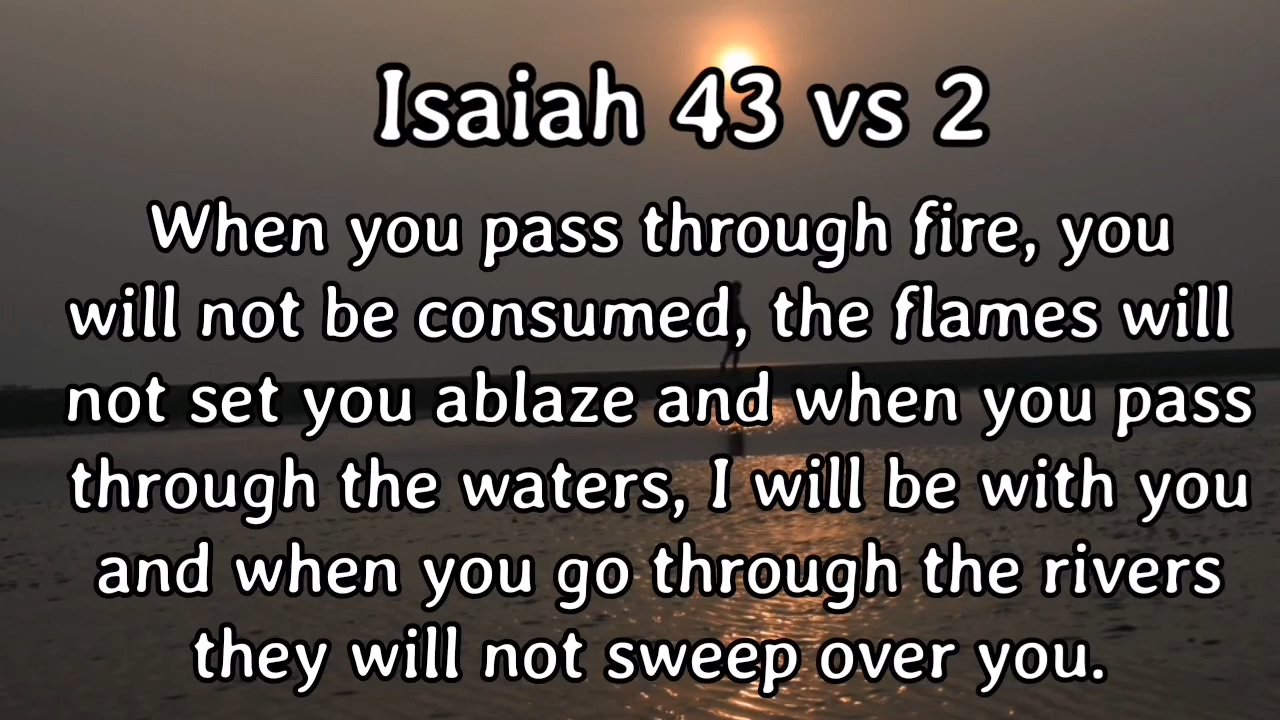 Isaiah 43 vs 2
When you pass through fire, you
will not be consumed, the flames will
not set you ablaze and when you pass
through the waters, I will be with you
and when you go through the rivers
they will not sweep over you.